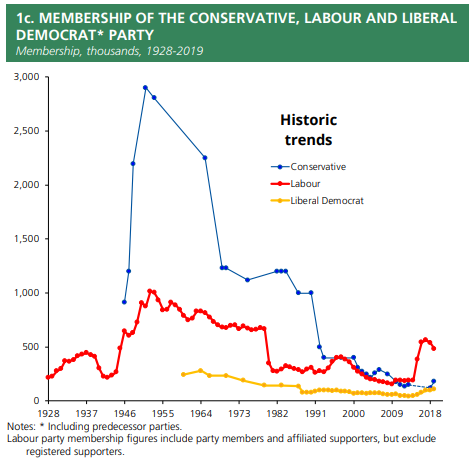 1c. MEMBERSHIP OF THE CONSERVATIVE, LABOUR AND LIBERAL
DEMOCRAT* PARTY
Membership, thousands, 1928-2019
3,000
2,500
2,000
1,500
1,000
500
0
Historic
trends
Conservative
Labour
Liberal Democrat
1928 1937 1946 1955 1964 1973 1982 1991 2000 2009 2018
Notes: * Including predecessor parties.
Labour party membership figures include party members and affiliated supporters, but exclude
registered supporters.